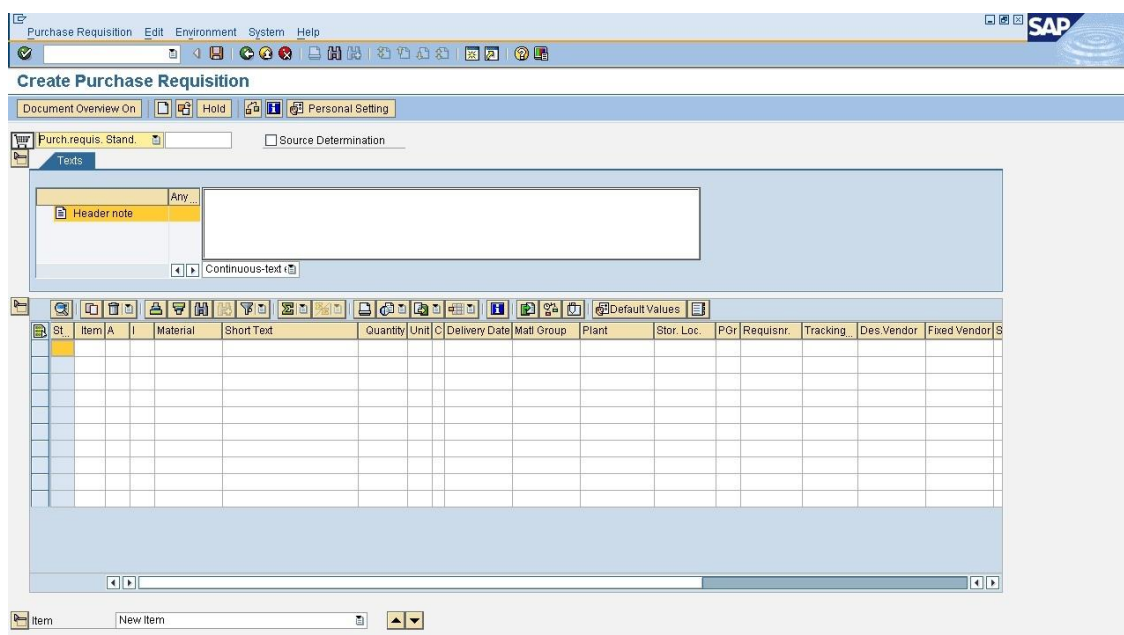 Purchase Requisition Edit Environment System Help
SAP
Create Purchase Requisition
Document Overview On Hold Personal Setting
Purch.requis. Stand. Source Determination
Texts
Any...
Header note
Continuous-text
Default Values
St.. Item A I Material Short Text Quantity Unit C Delivery Date Matl Group Plant Stor. Loc. PGr Requisnr. Tracking... Des.Vendor Fixed Vendor S
Item New Item